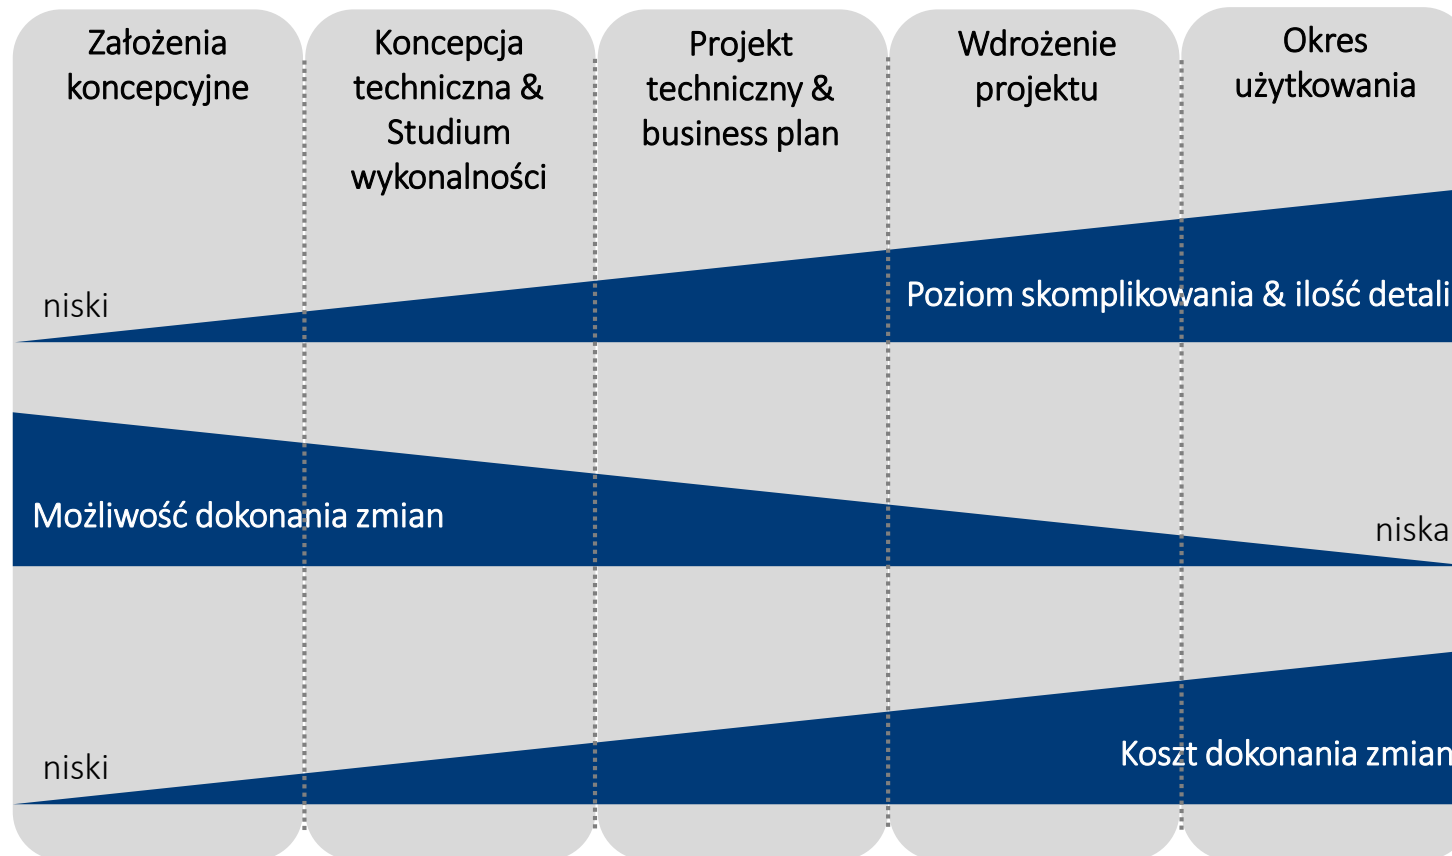 Założenia
koncepcyjne
Koncepcja
techniczna &
Studium
wykonalności
Projekt
techniczny &
business plan
Wdrożenie
projektu
Okres
użytkowania
niski
Poziom skomplikowania & ilość detali
Możliwość dokonania zmian
niska
niski
Koszt dokonania zmian